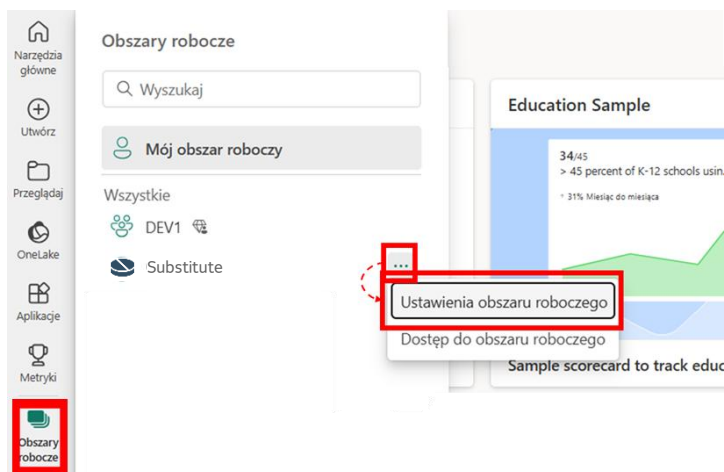 Narzędzia
główne
Utwórz
Przeglądaj
OneLake
Aplikacje
Metryki
Obszary
robocze
Obszary robocze
Wyszukaj
Mój obszar roboczy
Wszystkie
DEV1
Substitute
...
Ustawienia obszaru roboczego
Dostęp do obszaru roboczego
Education Sample
34/45
> 45 percent of K-12 schools usin.
* 31% Miesiąc do miesiąca
Sample scorecard to track educ